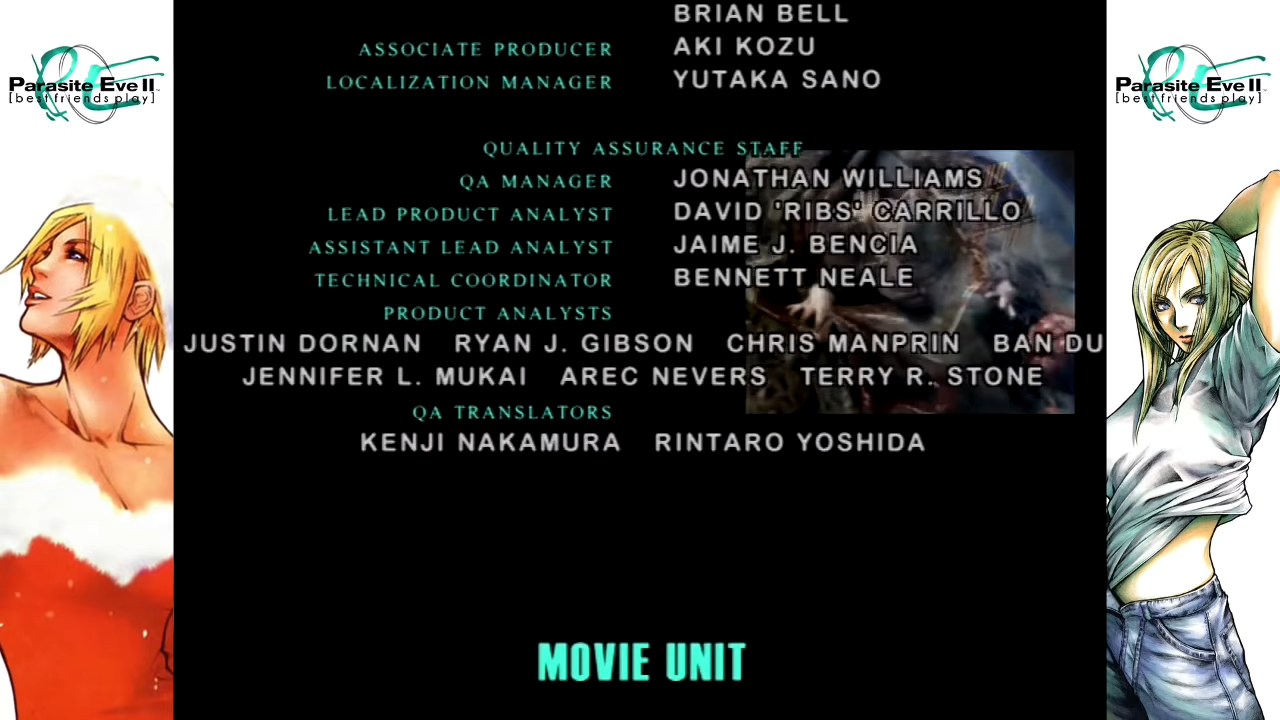 BRIAN BELL
ASSOCIATE PRODUCER AKI KOZU
LOCALIZATION MANAGER YUTAKA SANO
Parasite Eve II
[best friends play]
Parasite Eve II
[best friends play]
QUALITY ASSURANCE STAFF
QA MANAGER JONATHAN WILLIAMS
LEAD PRODUCT ANALYST DAVID 'RIBS' CARRILLO
ASSISTANT LEAD ANALYST JAIME J. BENCIA
TECHNICAL COORDINATOR BENNETT NEALE
PRODUCT ANALYSTS
JUSTIN DORNAN RYAN J. GIBSON CHRIS MANPRIN BAN DU
JENNIFER L. MUKAI AREC NEVERS TERRY R. STONE
QA TRANSLATORS
KENJI NAKAMURA RINTARO YOSHIDA
MOVIE UNIT